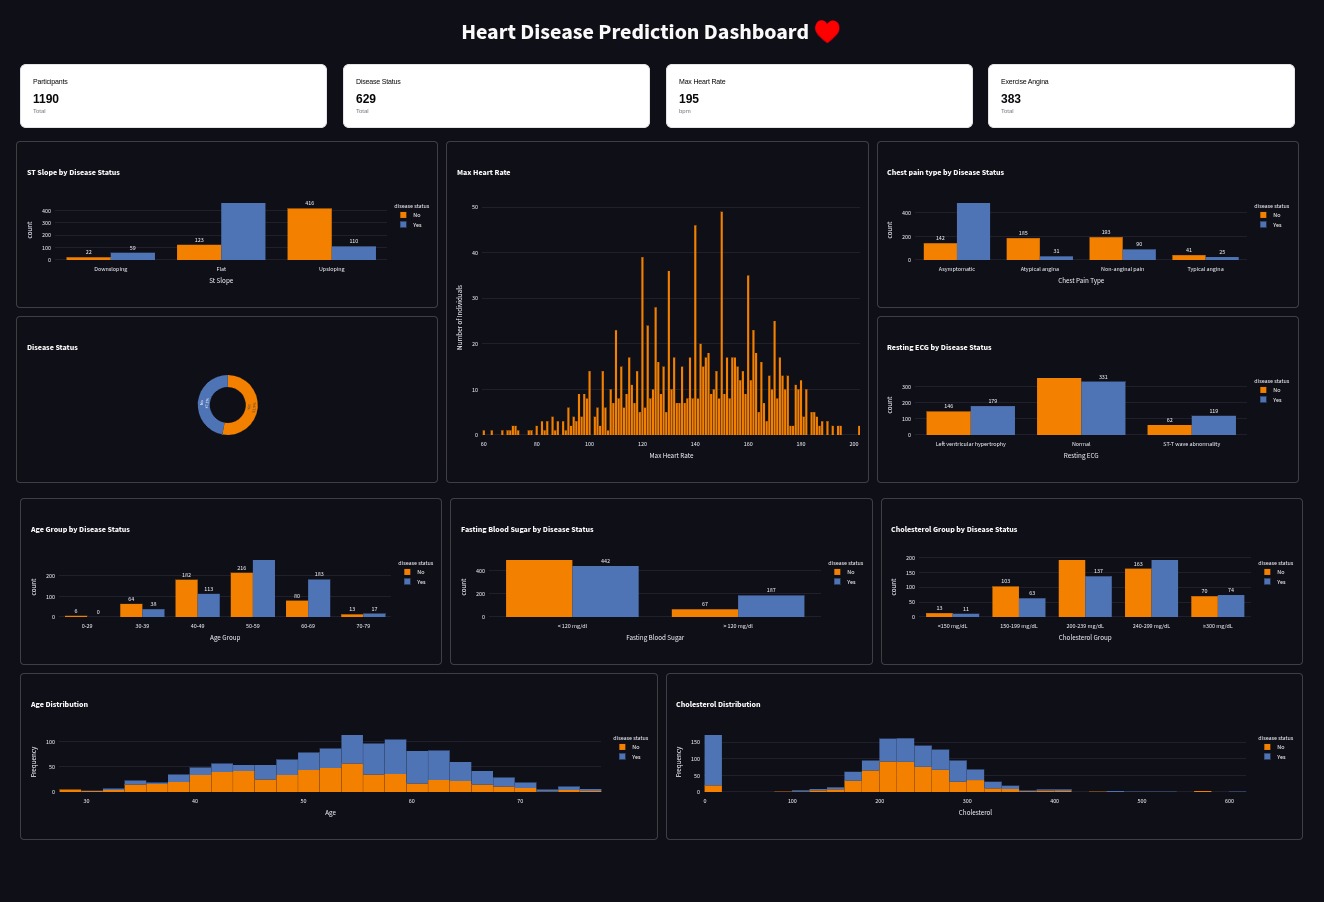 Heart Disease Prediction Dashboard
Participants
1190
Total
Disease Status
629
Total
Max Heart Rate
195
bpm
Exercise Angina
383
Total
ST Slope by Disease Status
disease status
No
Yes
count
400
300
200
100
0
22
59
123
416
110
Downsloping Flat Upsloping
St Slope
Max Heart Rate
Number of Individuals
50
40
30
20
10
0
60 80 100 120 140 160 180 200
Max Heart Rate
Chest pain type by Disease Status
disease status
No
Yes
count
400
200
0
142
185
31
193
90
41
25
Asymptomatic Atypical angina Non-anginal pain Typical angina
Chest Pain Type
Disease Status
Resting ECG by Disease Status
disease status
No
Yes
count
300
200
100
0
146
179
331
62
119
Left ventricular hypertrophy Normal ST-T wave abnormality
Resting ECG
Age Group by Disease Status
disease status
No
Yes
count
200
100
0
6
0
64
38
182
113
216
80
183
13
17
0-29 30-39 40-49 50-59 60-69 70-79
Age Group
Fasting Blood Sugar by Disease Status
disease status
No
Yes
count
400
200
0
442
67
187
< 120 mg/dl > 120 mg/dl
Fasting Blood Sugar
Cholesterol Group by Disease Status
disease status
No
Yes
count
200
150
100
50
0
13
11
103
63
137
163
70
74
<150 mg/dL 150-199 mg/dL 200-239 mg/dL 240-299 mg/dL ≥300 mg/dL
Cholesterol Group
Age Distribution
disease status
No
Yes
Frequency
100
50
0
30 40 50 60 70
Age
Cholesterol Distribution
disease status
No
Yes
Frequency
150
100
50
0
0 100 200 300 400 500 600
Cholesterol